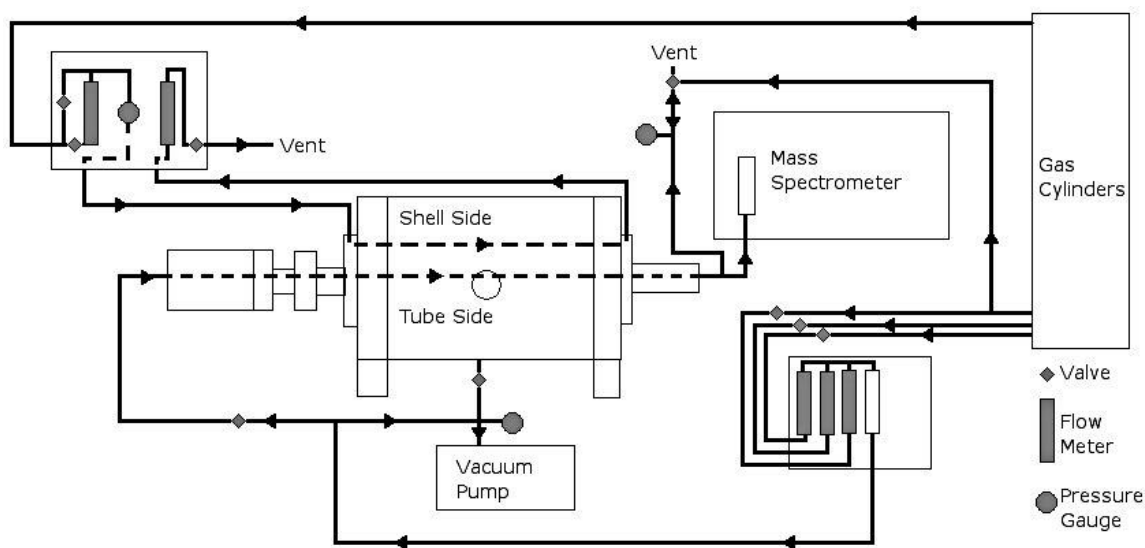 Vent
Vent
Mass
Spectrometer
Gas
Cylinders
Shell Side
Tube Side
Valve
Flow
Meter
Vacuum
Pump
Pressure
Gauge